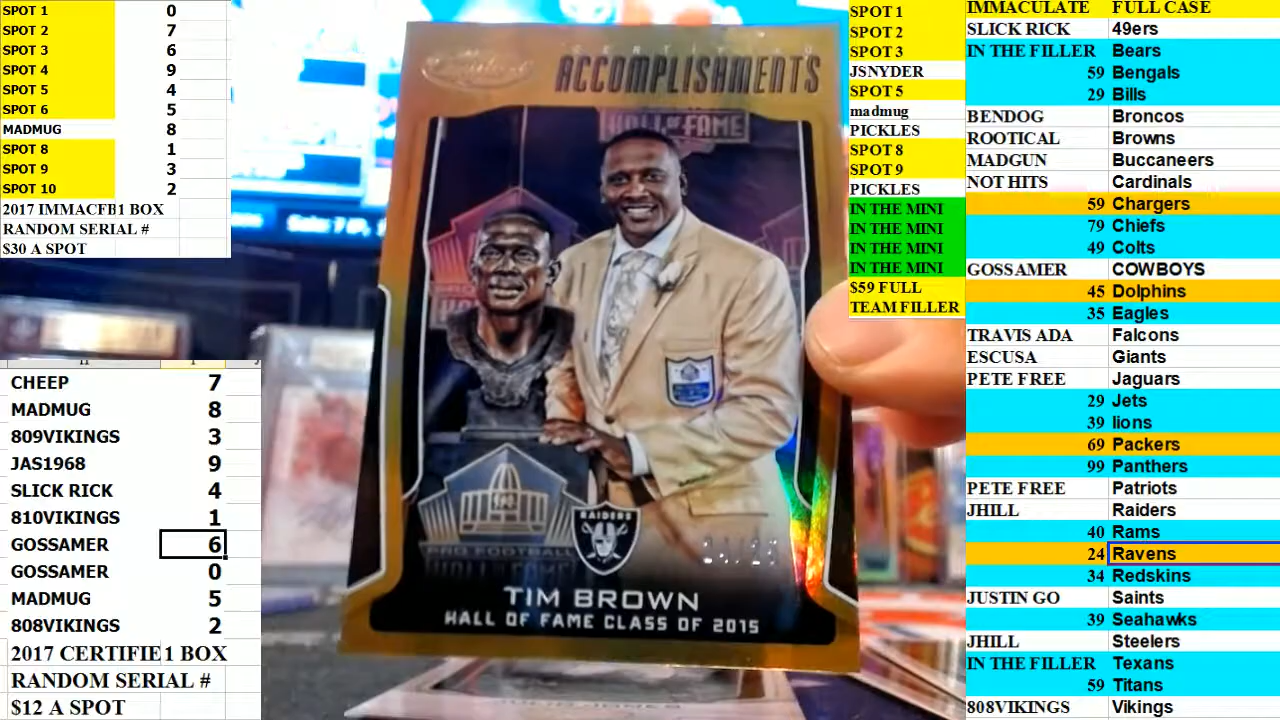 SPOT 1 0
SPOT 2 7
SPOT 3 6
SPOT 4 9
SPOT 5 4
SPOT 6 5
MADMUG 8
SPOT 8 1
SPOT 9 3
SPOT 10 2
2017 IMMACFB1 BOX
RANDOM SERIAL #
$30 A SPOT
CHEEP 7
MADMUG 8
809VIKINGS 3
JAS1968 9
SLICK RICK 4
810VIKINGS 1
GOSSAMER 6
GOSSAMER 0
MADMUG 5
808VIKINGS 2
2017 CERTIFIE1 BOX
RANDOM SERIAL #
$12 A SPOT
CERTIFIED
ACCOMPLISHMENTS
HALL OF FAME
RAIDERS
PRO FOOTBALL
HALL OF FAME
TIM BROWN
HALL OF FAME CLASS OF 2015
JULIO JONES
SPOT 1
SPOT 2
SPOT 3
JSNYDER
SPOT 5
madmug
PICKLES
SPOT 8
SPOT 9
PICKLES
IN THE MINI
IN THE MINI
IN THE MINI
IN THE MINI
$59 FULL
TEAM FILLER
IMMACULATE FULL CASE
SLICK RICK 49ers
IN THE FILLER Bears
59 Bengals
29 Bills
BENDOG Broncos
ROOTICAL Browns
MADGUN Buccaneers
NOT HITS Cardinals
59 Chargers
79 Chiefs
49 Colts
GOSSAMER COWBOYS
45 Dolphins
35 Eagles
TRAVIS ADA Falcons
ESCUSA Giants
PETE FREE Jaguars
29 Jets
39 lions
69 Packers
99 Panthers
PETE FREE Patriots
JHILL Raiders
40 Rams
24 Ravens
34 Redskins
JUSTIN GO Saints
39 Seahawks
JHILL Steelers
IN THE FILLER Texans
59 Titans
808VIKINGS Vikings